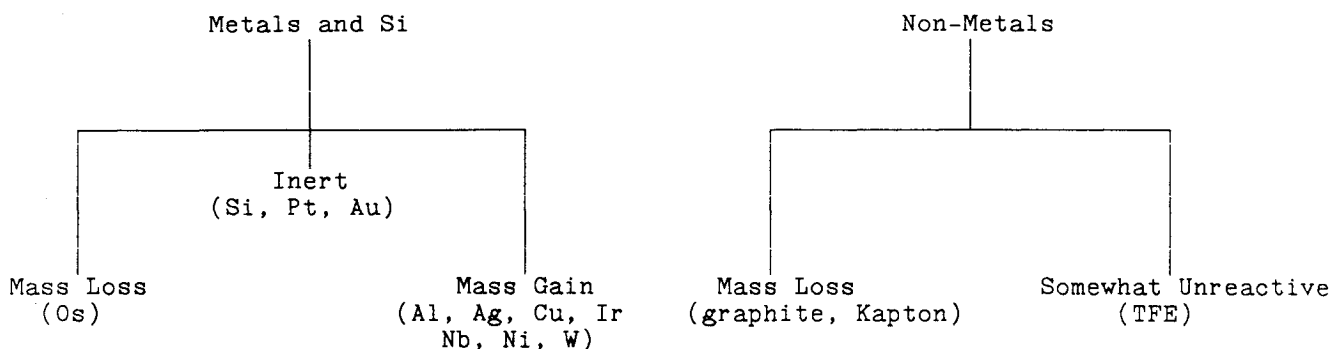 Metals and Si
Inert
(Si, Pt, Au)
Mass Loss
(Os)
Mass Gain
(Al, Ag, Cu, Ir
Nb, Ni, W)
Non-Metals
Mass Loss
(graphite, Kapton)
Somewhat Unreactive
(TFE)